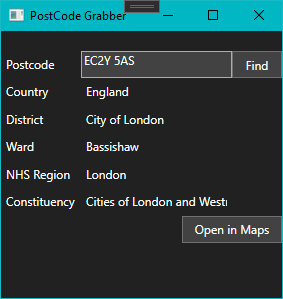 PostCode Grabber
Postcode EC2Y 5AS Find
Country England
District City of London
Ward Bassishaw
NHS Region London
Constituency Cities of London and Westr
Open in Maps